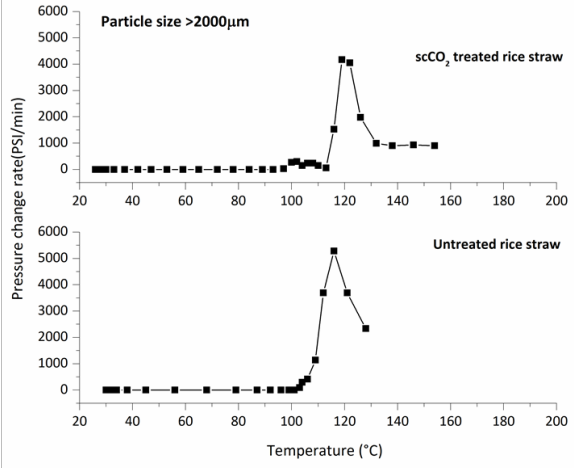 Particle size >2000μm
scCO2 treated rice straw
6000
5000
4000
3000
2000
1000
0
20 40 60 80 100 120 140 160 180 200
Pressure change rate(PSI/min)
Untreated rice straw
6000
5000
4000
3000
2000
1000
0
20 40 60 80 100 120 140 160 180 200
Temperature (°C)